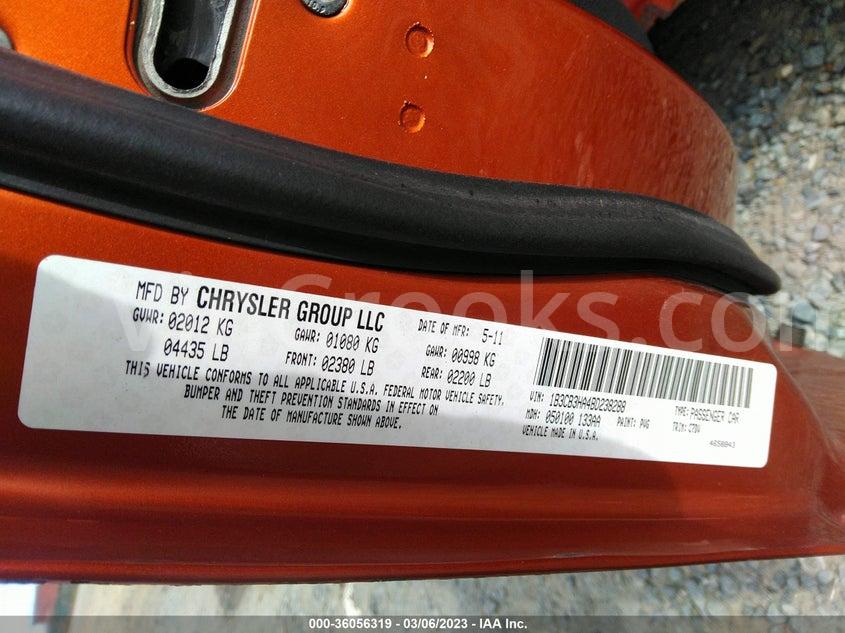 MFD BY CHRYSLER GROUP LLC
DATE OF MFR: 5-11
GVWR: 02012 KG
04435 LB
GAWR: 01080 KG
FRONT: 02380 LB
GAWR: 00998 KG
REAR: 02200 LB
THIS VEHICLE CONFORMS TO ALL APPLICABLE U.S.A. FEDERAL MOTOR VEHICLE SAFETY,
BUMPER AND THEFT PREVENTION STANDARDS IN EFFECT ON
THE DATE OF MANUFACTURE SHOWN ABOVE.
VIN: 1B3CB3HA4BD238288
TYPE: PASSENGER CAR
MDH: 050100 133AA
PAINT: PVG
TRIM: C7DV
VEHICLE MADE IN U.S.A.
4658843
000-36056319 / 03/06/2023 - IAA Inc.